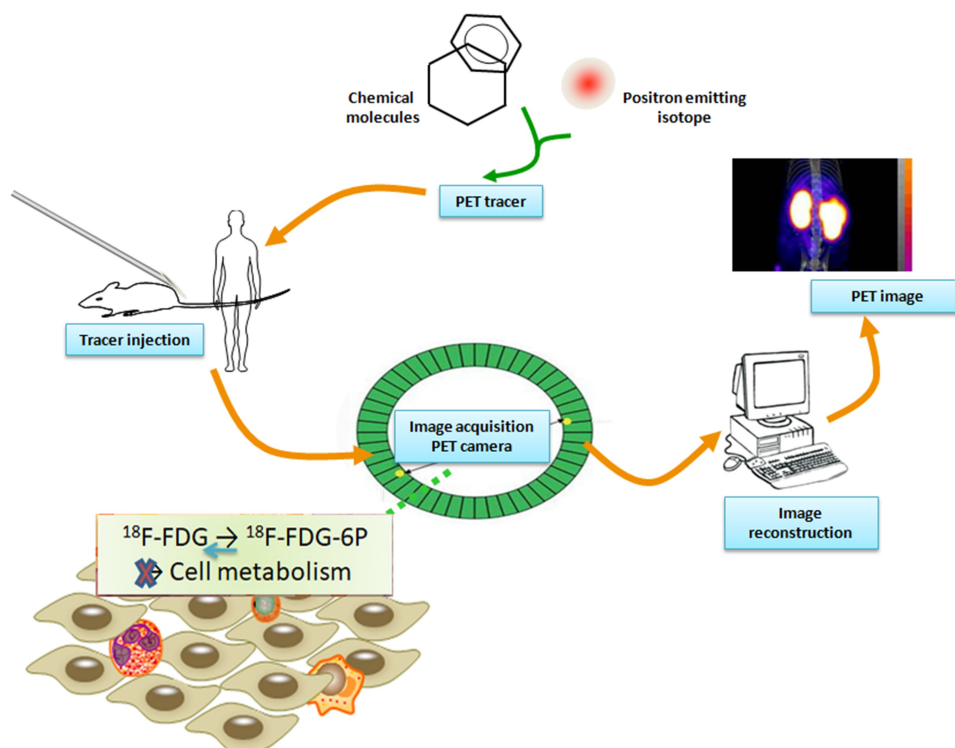 Chemical
molecules
Positron emitting
isotope
PET tracer
PET image
Tracer injection
Image acquisition
PET camera
Image
reconstruction
¹⁸F-FDG → ¹⁸F-FDG-6P
→ Cell metabolism